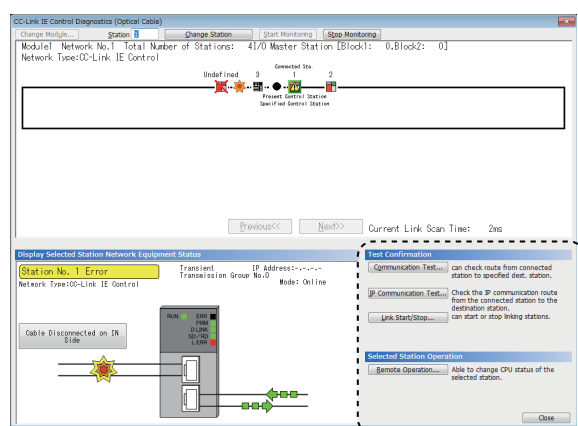 CC-Link IE Control Diagnostics (Optical Cable)
Change Module... Station 1 Change Station Start Monitoring Stop Monitoring
Module1 Network No.1 Total Number of Stations: 4I/O Master Station [Block1: 0,Block2: 0]
Network Type:CC-Link IE Control
Connected Sta.
Undefined 3 1 2
Present Control Station
Specified Control Station
Previous<< Next>> Current Link Scan Time: 2ms
Display Selected Station Network Equipment Status
Station No. 1 Error
Transient IP Address:-.-.-.-
Transmission Group No.0
Mode: Online
Network Type:CC-Link IE Control
Cable Disconnected on IN
Side
RUN ERR
PRM
D LINK
SD/RD
L ERR
Test Confirmation
Communication Test... can check route from connected
station to specified dest. station.
IP Communication Test... Check the IP communication route
from the connected station to the
destination station.
Link Start/Stop... can start or stop linking stations.
Selected Station Operation
Remote Operation... Able to change CPU status of the
selected station.
Close